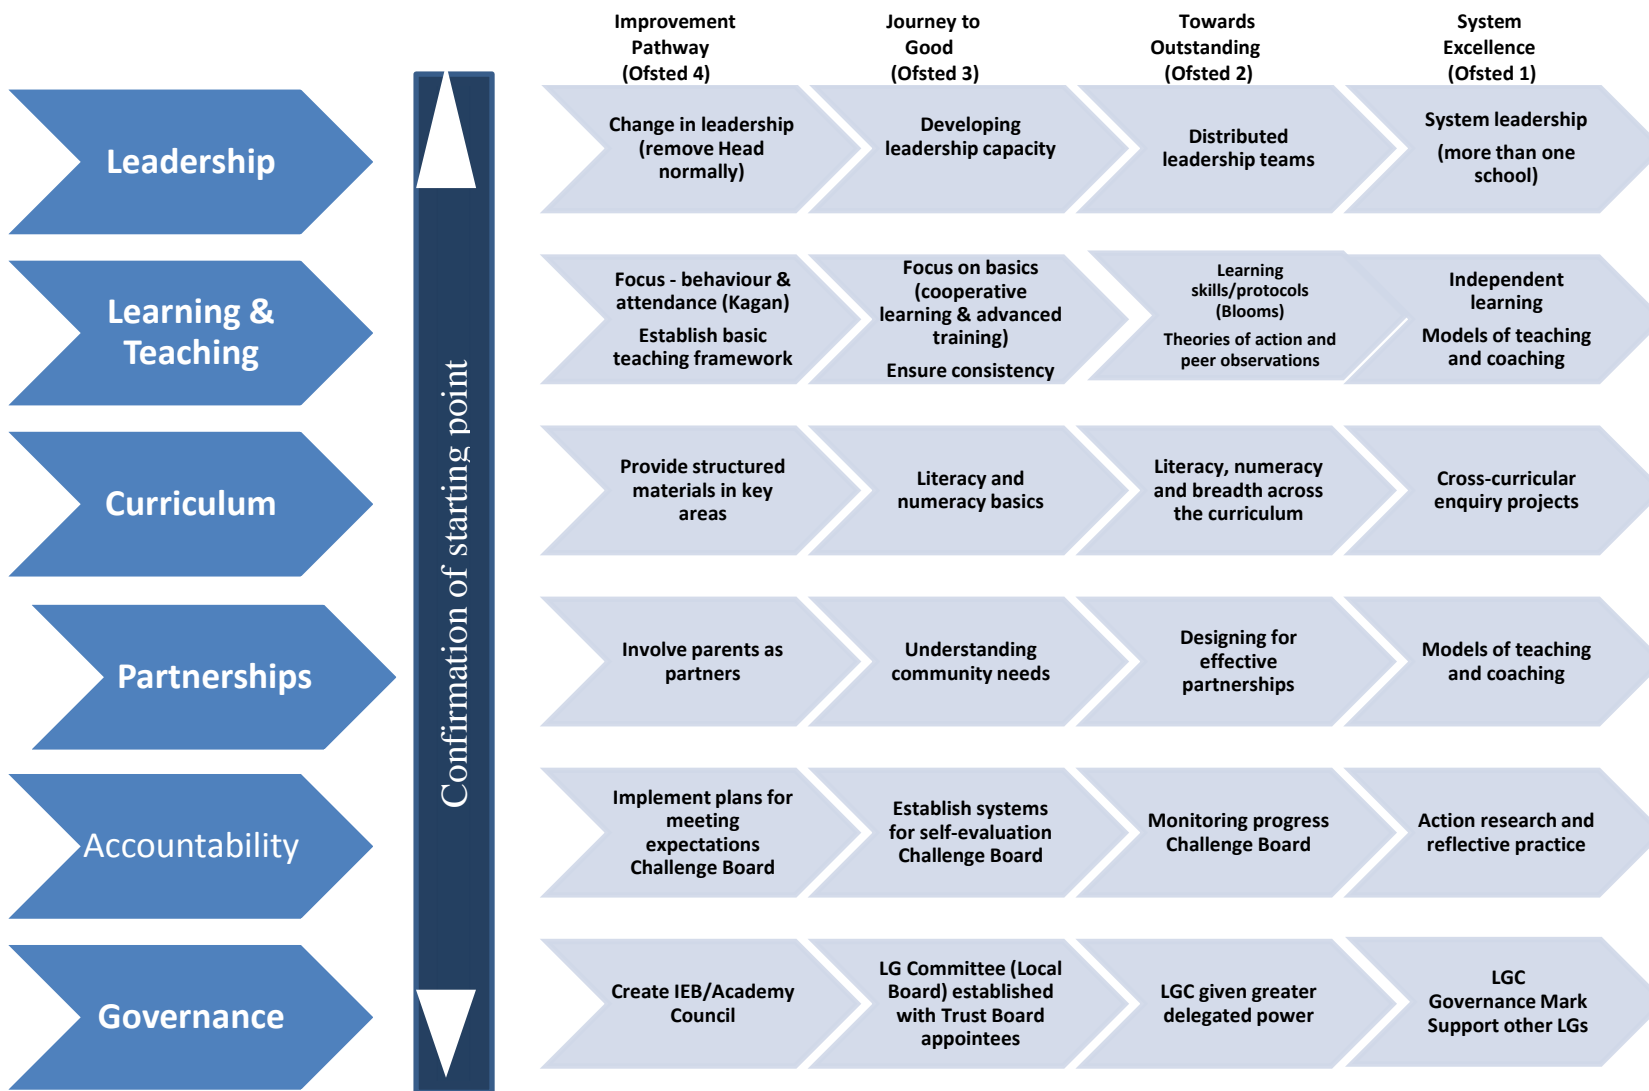 Improvement
Pathway
(Ofsted 4)
Journey to
Good
(Ofsted 3)
Towards
Outstanding
(Ofsted 2)
System
Excellence
(Ofsted 1)
Confirmation of starting point
Leadership
Change in leadership
(remove Head
normally)
Developing
leadership capacity
Distributed
leadership teams
System leadership
(more than one
school)
Learning &
Teaching
Focus - behaviour &
attendance (Kagan)
Establish basic
teaching framework
Focus on basics
(cooperative
learning & advanced
training)
Ensure consistency
Learning
skills/protocols
(Blooms)
Theories of action and
peer observations
Independent
learning
Models of teaching
and coaching
Curriculum
Provide structured
materials in key
areas
Literacy and
numeracy basics
Literacy, numeracy
and breadth across
the curriculum
Cross-curricular
enquiry projects
Partnerships
Involve parents as
partners
Understanding
community needs
Designing for
effective
partnerships
Models of teaching
and coaching
Accountability
Implement plans for
meeting
expectations
Challenge Board
Establish systems
for self-evaluation
Challenge Board
Monitoring progress
Challenge Board
Action research and
reflective practice
Governance
Create IEB/Academy
Council
LG Committee (Local
Board) established
with Trust Board
appointees
LGC given greater
delegated power
LGC
Governance Mark
Support other LGs